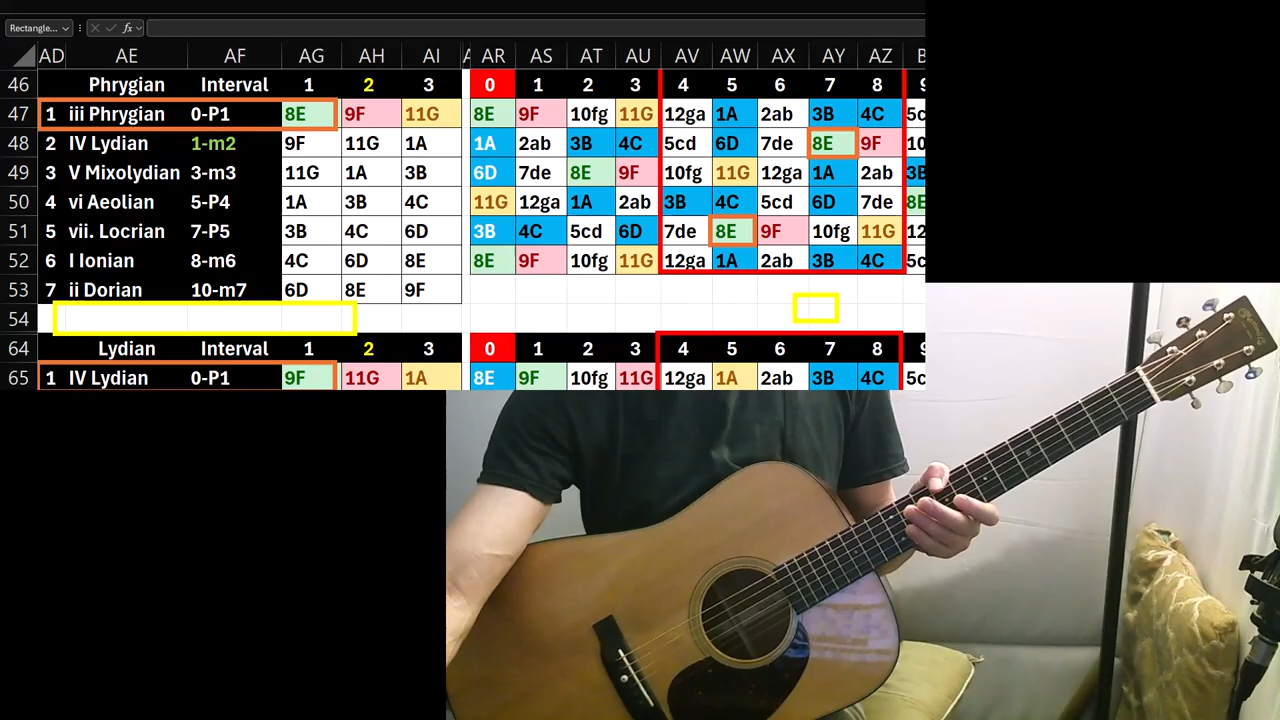 Rectangle... fx
AD AE AF AG AH AI AR AS AT AU AV AW AX AY AZ
46 Phrygian Interval 1 2 3 0 1 2 3 4 5 6 7 8
47 1 iii Phrygian 0-P1 8E 9F 11G 8E 9F 10fg 11G 12ga 1A 2ab 3B 4C 5c
48 2 IV Lydian 1-m2 9F 11G 1A 1A 2ab 3B 4C 5cd 6D 7de 8E 9F 10
49 3 V Mixolydian 3-m3 11G 1A 3B 6D 7de 8E 9F 10fg 11G 12ga 1A 2ab 3B
50 4 vi Aeolian 5-P4 1A 3B 4C 11G 12ga 1A 2ab 3B 4C 5cd 6D 7de 8E
51 5 vii. Locrian 7-P5 3B 4C 6D 3B 4C 5cd 6D 7de 8E 9F 10fg 11G 12
52 6 I Ionian 8-m6 4C 6D 8E 8E 9F 10fg 11G 12ga 1A 2ab 3B 4C 5c
53 7 ii Dorian 10-m7 6D 8E 9F
54
64 Lydian Interval 1 2 3 0 1 2 3 4 5 6 7 8
65 1 IV Lydian 0-P1 9F 11G 1A 8E 9F 10fg 11G 12ga 1A 2ab 3B 4C 5c